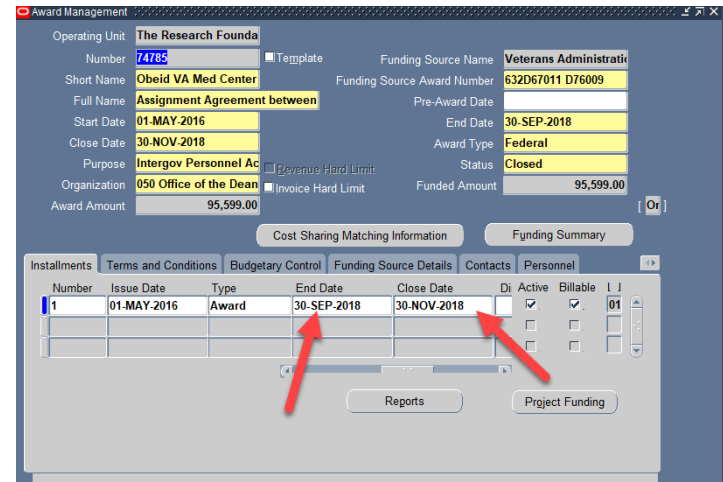 Award Management
Operating Unit The Research Founda
Number 74785 Template Funding Source Name Veterans Administratio
Short Name Obeid VA Med Center Funding Source Award Number 632D67011 D76009
Full Name Assignment Agreement between Pre-Award Date
Start Date 01-MAY-2016 End Date 30-SEP-2018
Close Date 30-NOV-2018 Award Type Federal
Purpose Intergov Personnel Ac Revenue Hard Limit Status Closed
Organization 050 Office of the Dean Invoice Hard Limit Funded Amount 95,599.00
Award Amount 95,599.00 [ Or ]
Cost Sharing Matching Information Funding Summary
Installments Terms and Conditions Budgetary Control Funding Source Details Contacts Personnel
Number Issue Date Type End Date Close Date Di Active Billable [ ]
1 01-MAY-2016 Award 30-SEP-2018 30-NOV-2018 01
Reports Project Funding